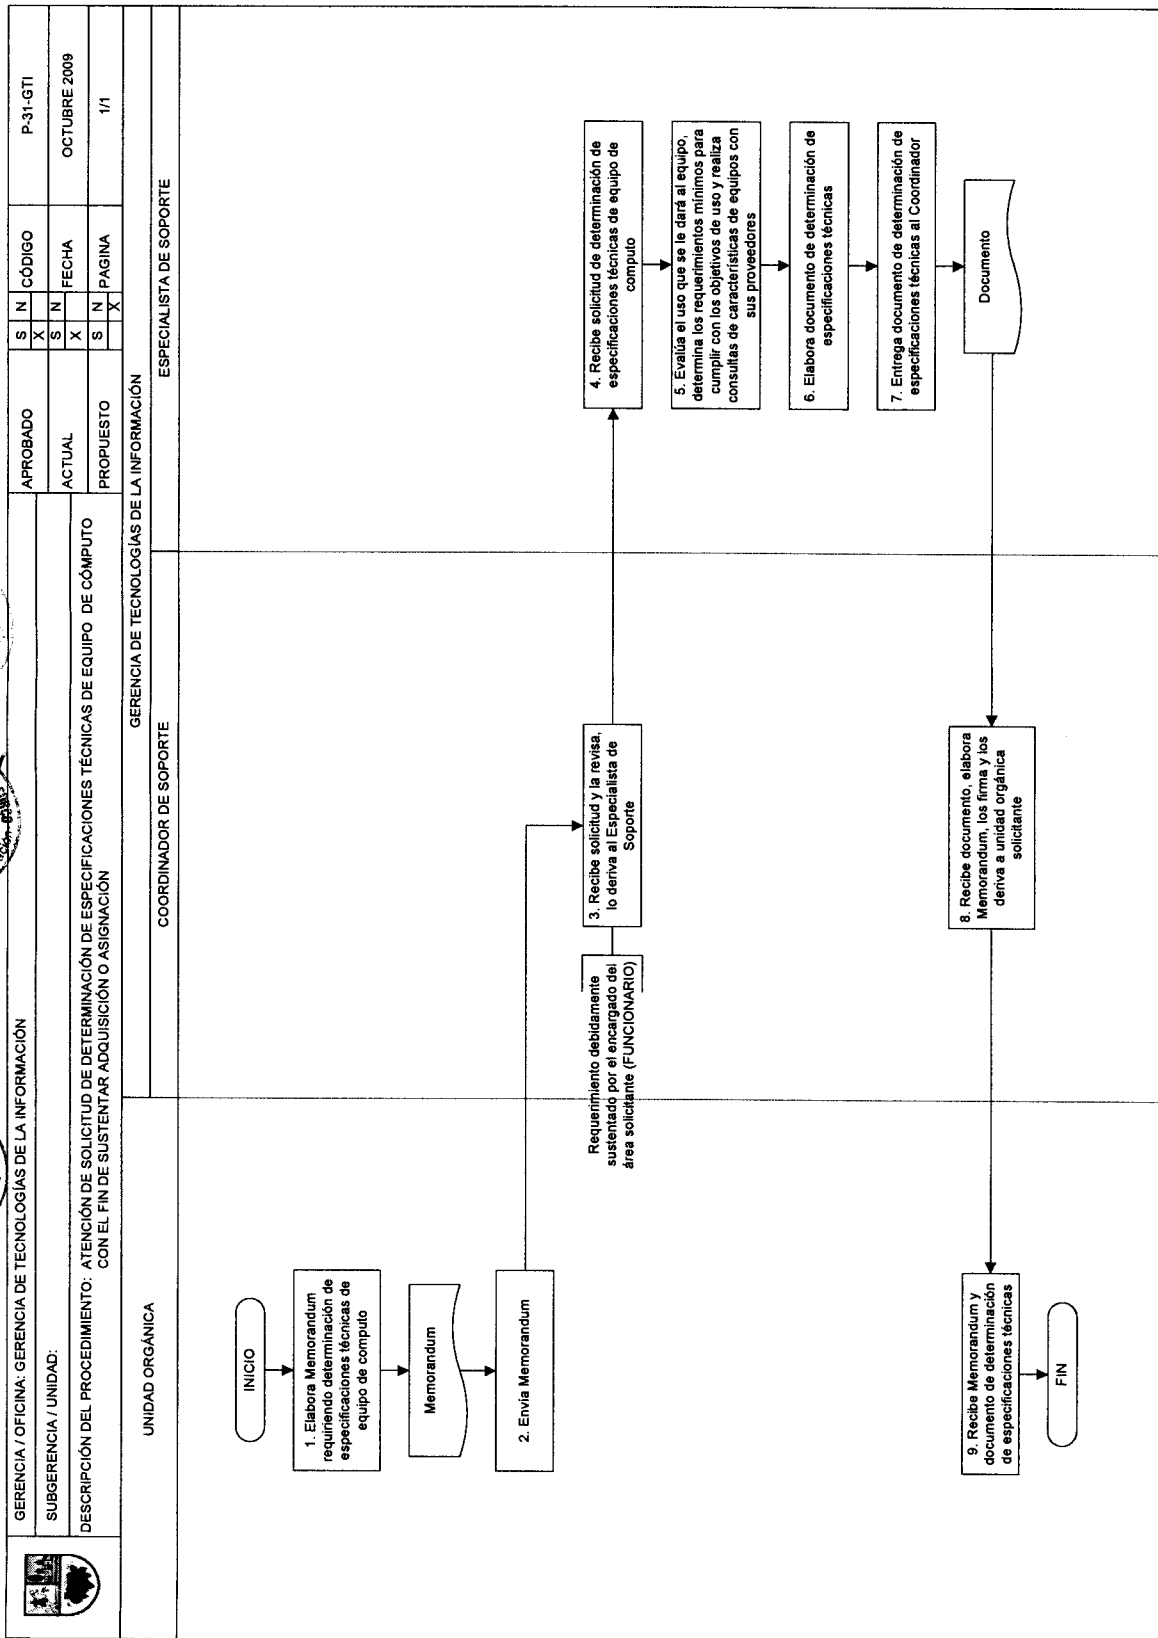 GERENCIA / OFICINA: GERENCIA DE TECNOLOGÍAS DE LA INFORMACIÓN
SUBGERENCIA / UNIDAD:
DESCRIPCIÓN DEL PROCEDIMIENTO: ATENCIÓN DE SOLICITUD DE DETERMINACIÓN DE ESPECIFICACIONES TÉCNICAS DE EQUIPO DE CÓMPUTO
CON EL FIN DE SUSTENTAR ADQUISICIÓN O ASIGNACIÓN
APROBADO
S N
X
CÓDIGO
P-31-GTI
ACTUAL
S N
X
FECHA
OCTUBRE 2009
PROPUESTO
S N
X
PAGINA
1/1
GERENCIA DE TECNOLOGÍAS DE LA INFORMACIÓN
UNIDAD ORGÁNICA
COORDINADOR DE SOPORTE
ESPECIALISTA DE SOPORTE
INICIO
1. Elabora Memorandum
requiriendo determinación de
especificaciones técnicas de
equipo de computo
Memorandum
2. Envia Memorandum
Requerimiento debidamente
sustentado por el encargado del
área solicitante (FUNCIONARIO)
3. Recibe solicitud y la revisa,
lo deriva al Especialista de
Soporte
4. Recibe solicitud de determinación de
especificaciones técnicas de equipo de
computo
5. Evalúa el uso que se le dará al equipo,
determina los requerimientos mínimos para
cumplir con los objetivos de uso y realiza
consultas de características de equipos con
sus proveedores
6. Elabora documento de determinación de
especificaciones técnicas
7. Entrega documento de determinación de
especificaciones técnicas al Coordinador
Documento
8. Recibe documento, elabora
Memorandum, los firma y los
deriva a unidad orgánica
solicitante
9. Recibe Memorandum y
documento de determinación
de especificaciones técnicas
FIN